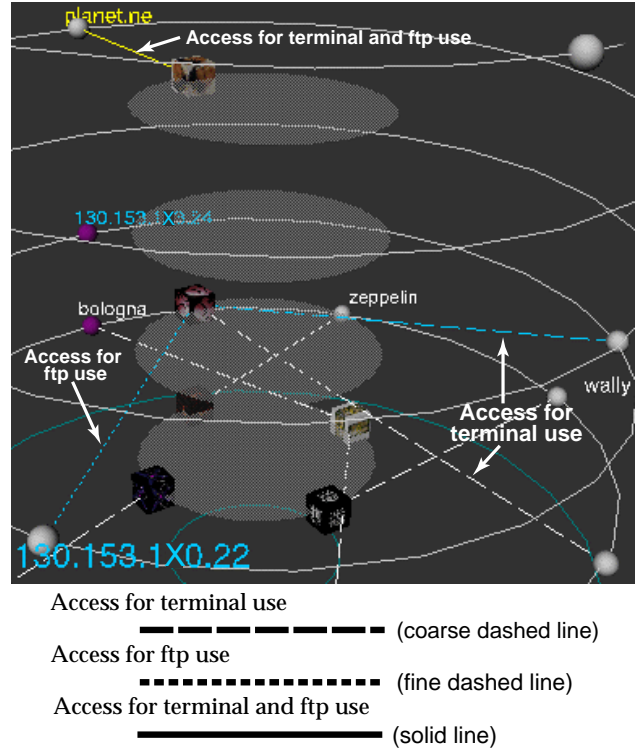 planet.ne
Access for terminal and ftp use
130.153.1X0.24
zeppelin
bologna
Access for
ftp use
wally
Access for
terminal use
130.153.1X0.22
Access for terminal use
(coarse dashed line)
Access for ftp use
(fine dashed line)
Access for terminal and ftp use
(solid line)